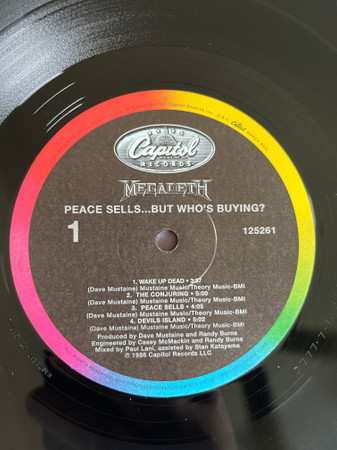 Capitol
RECORDS
MEGADETH
PEACE SELLS...BUT WHO'S BUYING?
1
125261
1. WAKE UP DEAD • 3:37
(Dave Mustaine) Mustaine Music/Theory Music-BMI
2. THE CONJURING • 5:00
(Dave Mustaine) Mustaine Music/Theory Music-BMI
3. PEACE SELLS • 4:05
(Dave Mustaine) Mustaine Music/Theory Music-BMI
4. DEVILS ISLAND • 5:02
(Dave Mustaine) Mustaine Music/Theory Music-BMI
Produced by Dave Mustaine and Randy Burns
Engineered by Casey McMackin and Randy Burns
Mixed by Paul Lani, assisted by Stan Katayama
© 1986 Capitol Records LLC